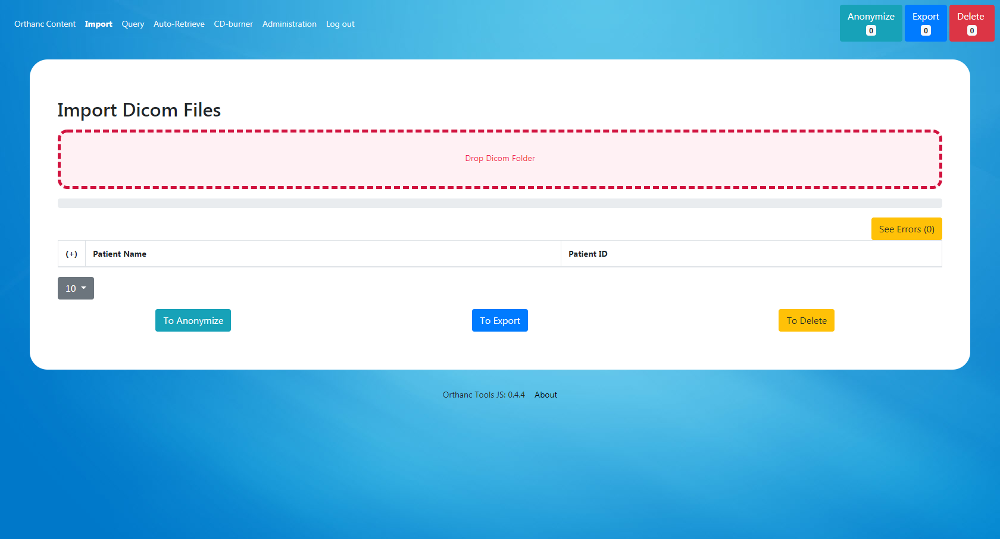 Orthanc Content Import Query Auto-Retrieve CD-burner Administration Log out
Anonymize 0
Export 0
Delete 0
Import Dicom Files
Drop Dicom Folder
See Errors (0)
(+) Patient Name Patient ID
10
To Anonymize To Export To Delete
Orthanc Tools JS: 0.4.4 About